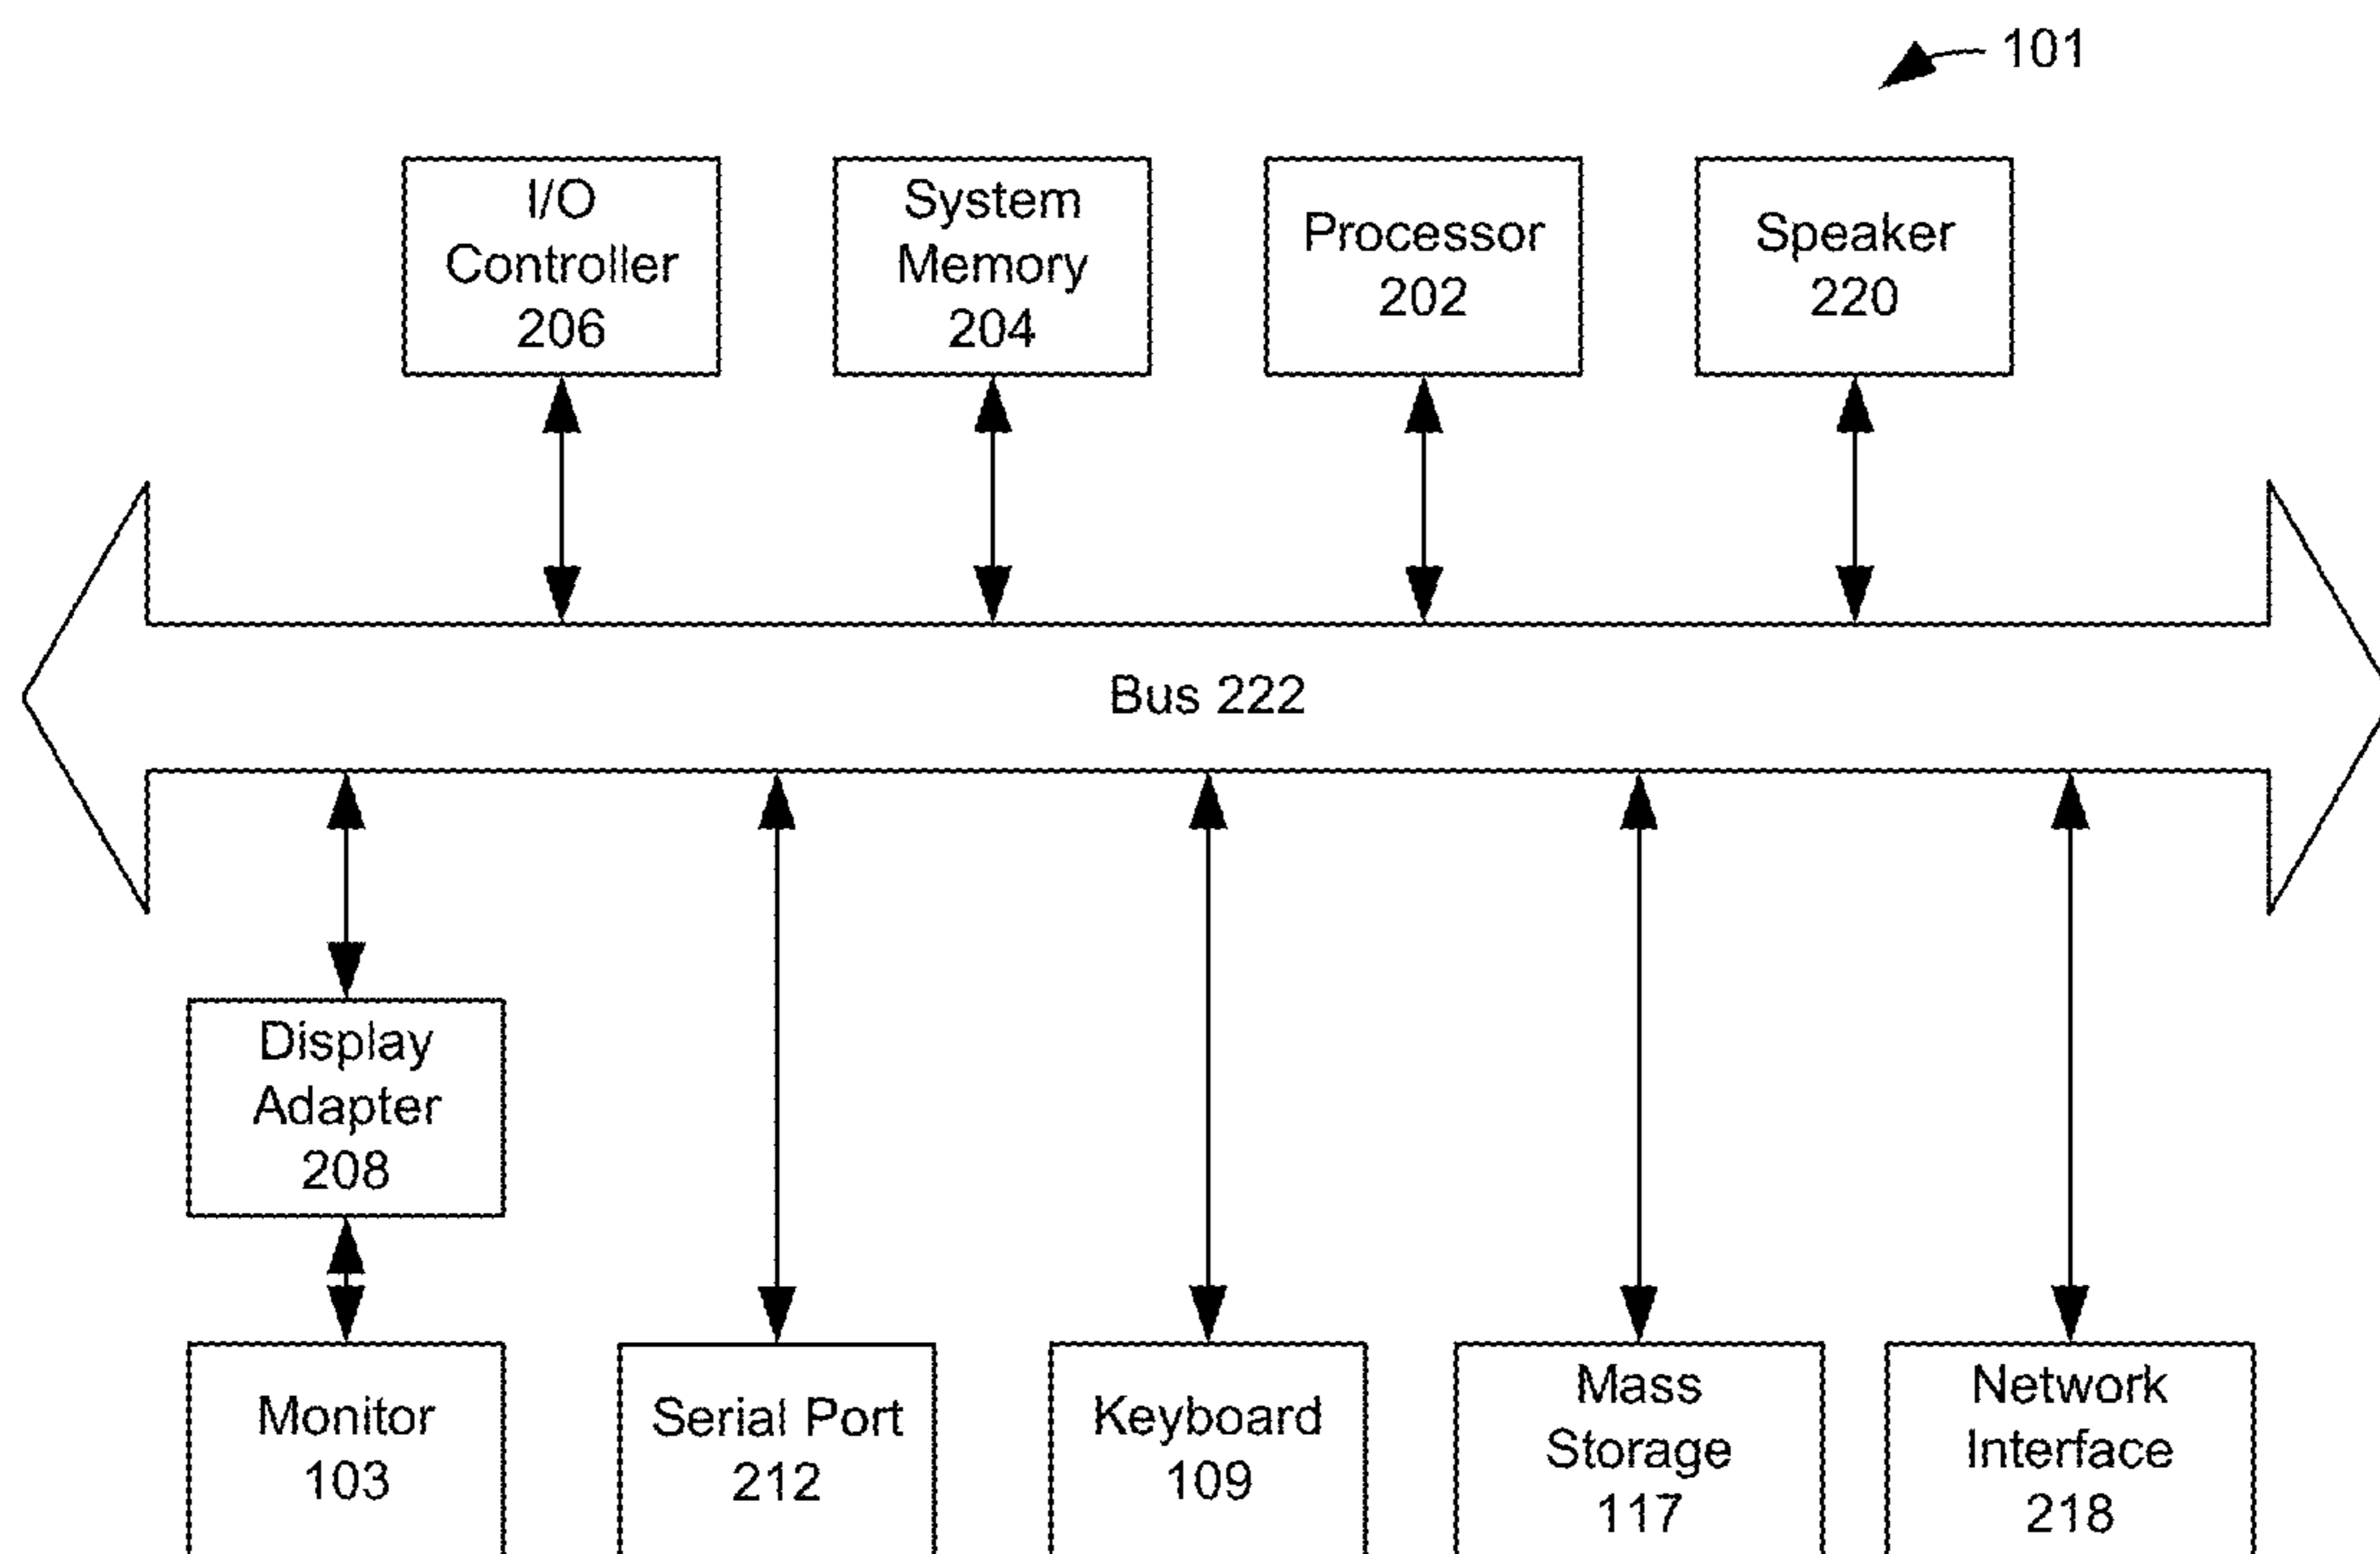 101
I/O
Controller
206
System
Memory
204
Processor
202
Speaker
220
Bus 222
Display
Adapter
208
Monitor
103
Serial Port
212
Keyboard
109
Mass
Storage
117
Network
Interface
218